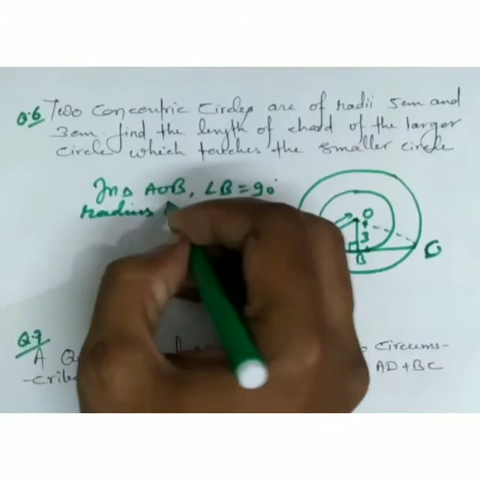 Q.6 Two concentric circles are of radii 5cm and
3cm find the length of chord of the larger
circle which touches the smaller circle
In △ AOB, ∠B = 90°
radius
O
3
B
C
Q.7
A Circums-
-cribe AD + BC